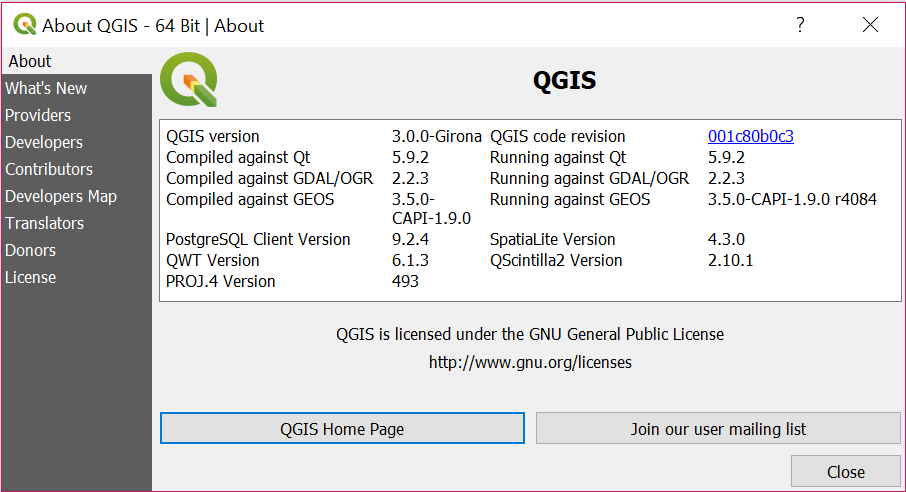 About QGIS - 64 Bit | About
?
About
What's New
Providers
Developers
Contributors
Developers Map
Translators
Donors
License
QGIS
QGIS version 3.0.0-Girona QGIS code revision 001c80b0c3
Compiled against Qt 5.9.2 Running against Qt 5.9.2
Compiled against GDAL/OGR 2.2.3 Running against GDAL/OGR 2.2.3
Compiled against GEOS 3.5.0- Running against GEOS 3.5.0-CAPI-1.9.0 r4084
CAPI-1.9.0
PostgreSQL Client Version 9.2.4 SpatiaLite Version 4.3.0
QWT Version 6.1.3 QScintilla2 Version 2.10.1
PROJ.4 Version 493
QGIS is licensed under the GNU General Public License
http://www.gnu.org/licenses
QGIS Home Page Join our user mailing list
Close